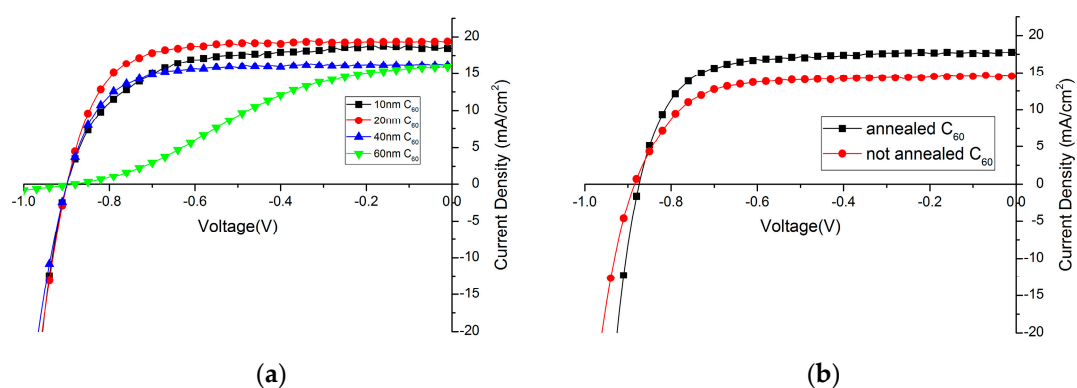 20
15
10
5
0
-5
-10
-15
-20
-1.0 -0.8 -0.6 -0.4 -0.2 0.0
Voltage(V)
Current Density (mA/cm²)
10nm C₆₀
20nm C₆₀
40nm C₆₀
60nm C₆₀
(a)
20
15
10
5
0
-5
-10
-15
-20
-1.0 -0.8 -0.6 -0.4 -0.2 0.0
Voltage(V)
Current Density (mA/cm²)
annealed C₆₀
not annealed C₆₀
(b)